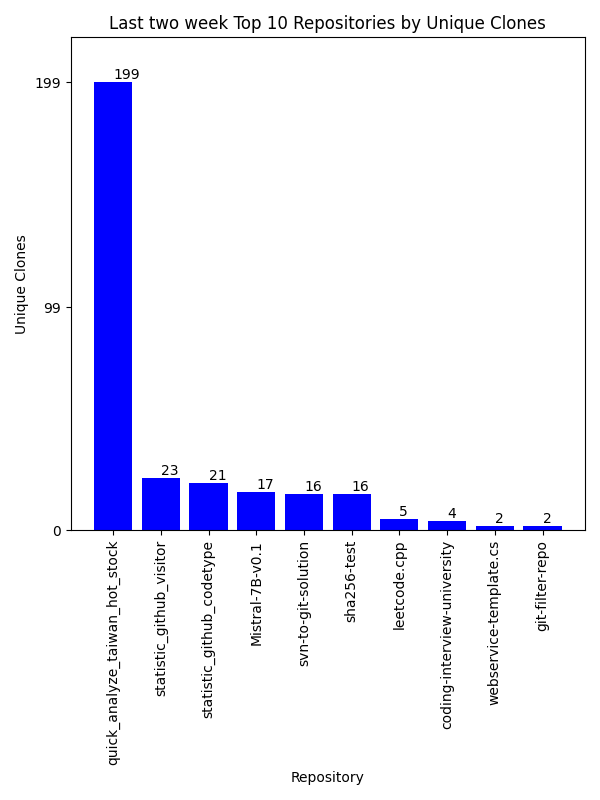 Last two week Top 10 Repositories by Unique Clones
Unique Clones
199
99
0
199
23
21
17
16
16
5
4
2
2
quick_analyze_taiwan_hot_stock
statistic_github_visitor
statistic_github_codetype
Mistral-7B-v0.1
svn-to-git-solution
sha256-test
leetcode.cpp
coding-interview-university
webservice-template.cs
git-filter-repo
Repository